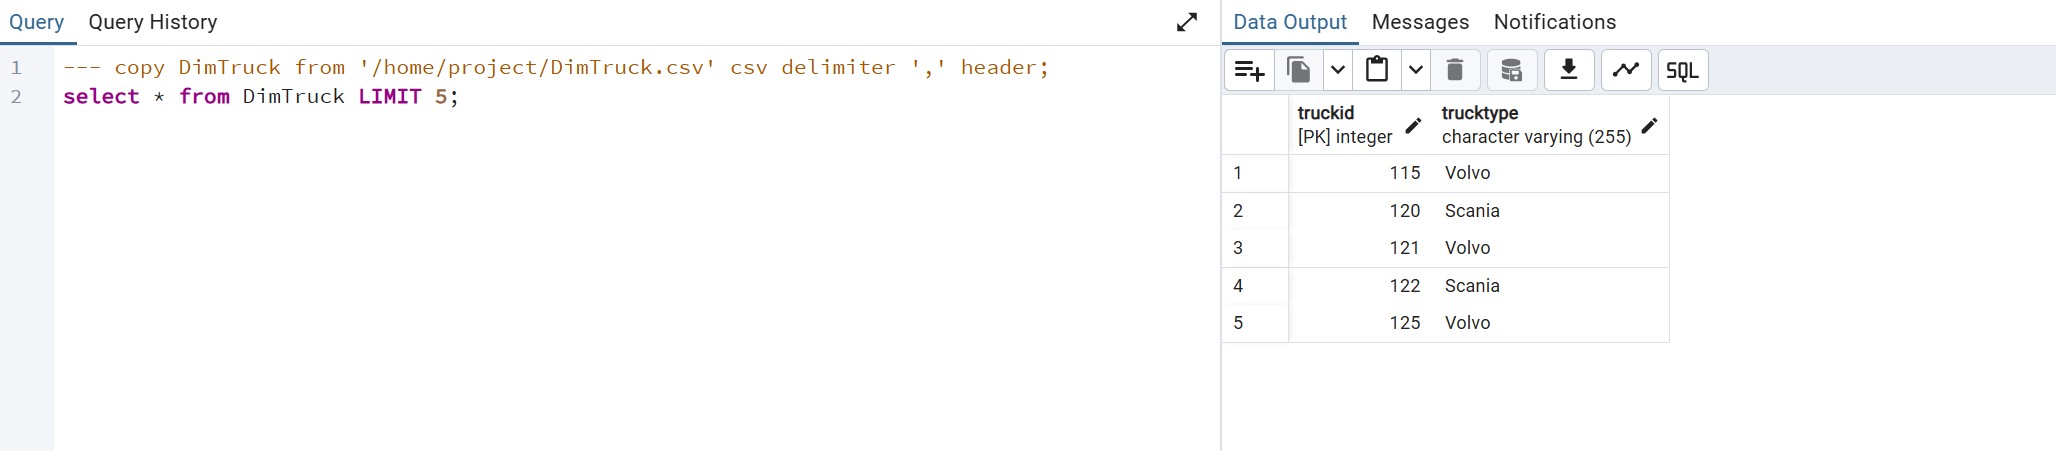 Query Query History
1 --- copy DimTruck from '/home/project/DimTruck.csv' csv delimiter ',' header;
2 select * from DimTruck LIMIT 5;
Data Output Messages Notifications
SQL
truckid trucktype
[PK] integer character varying (255)
1 115 Volvo
2 120 Scania
3 121 Volvo
4 122 Scania
5 125 Volvo